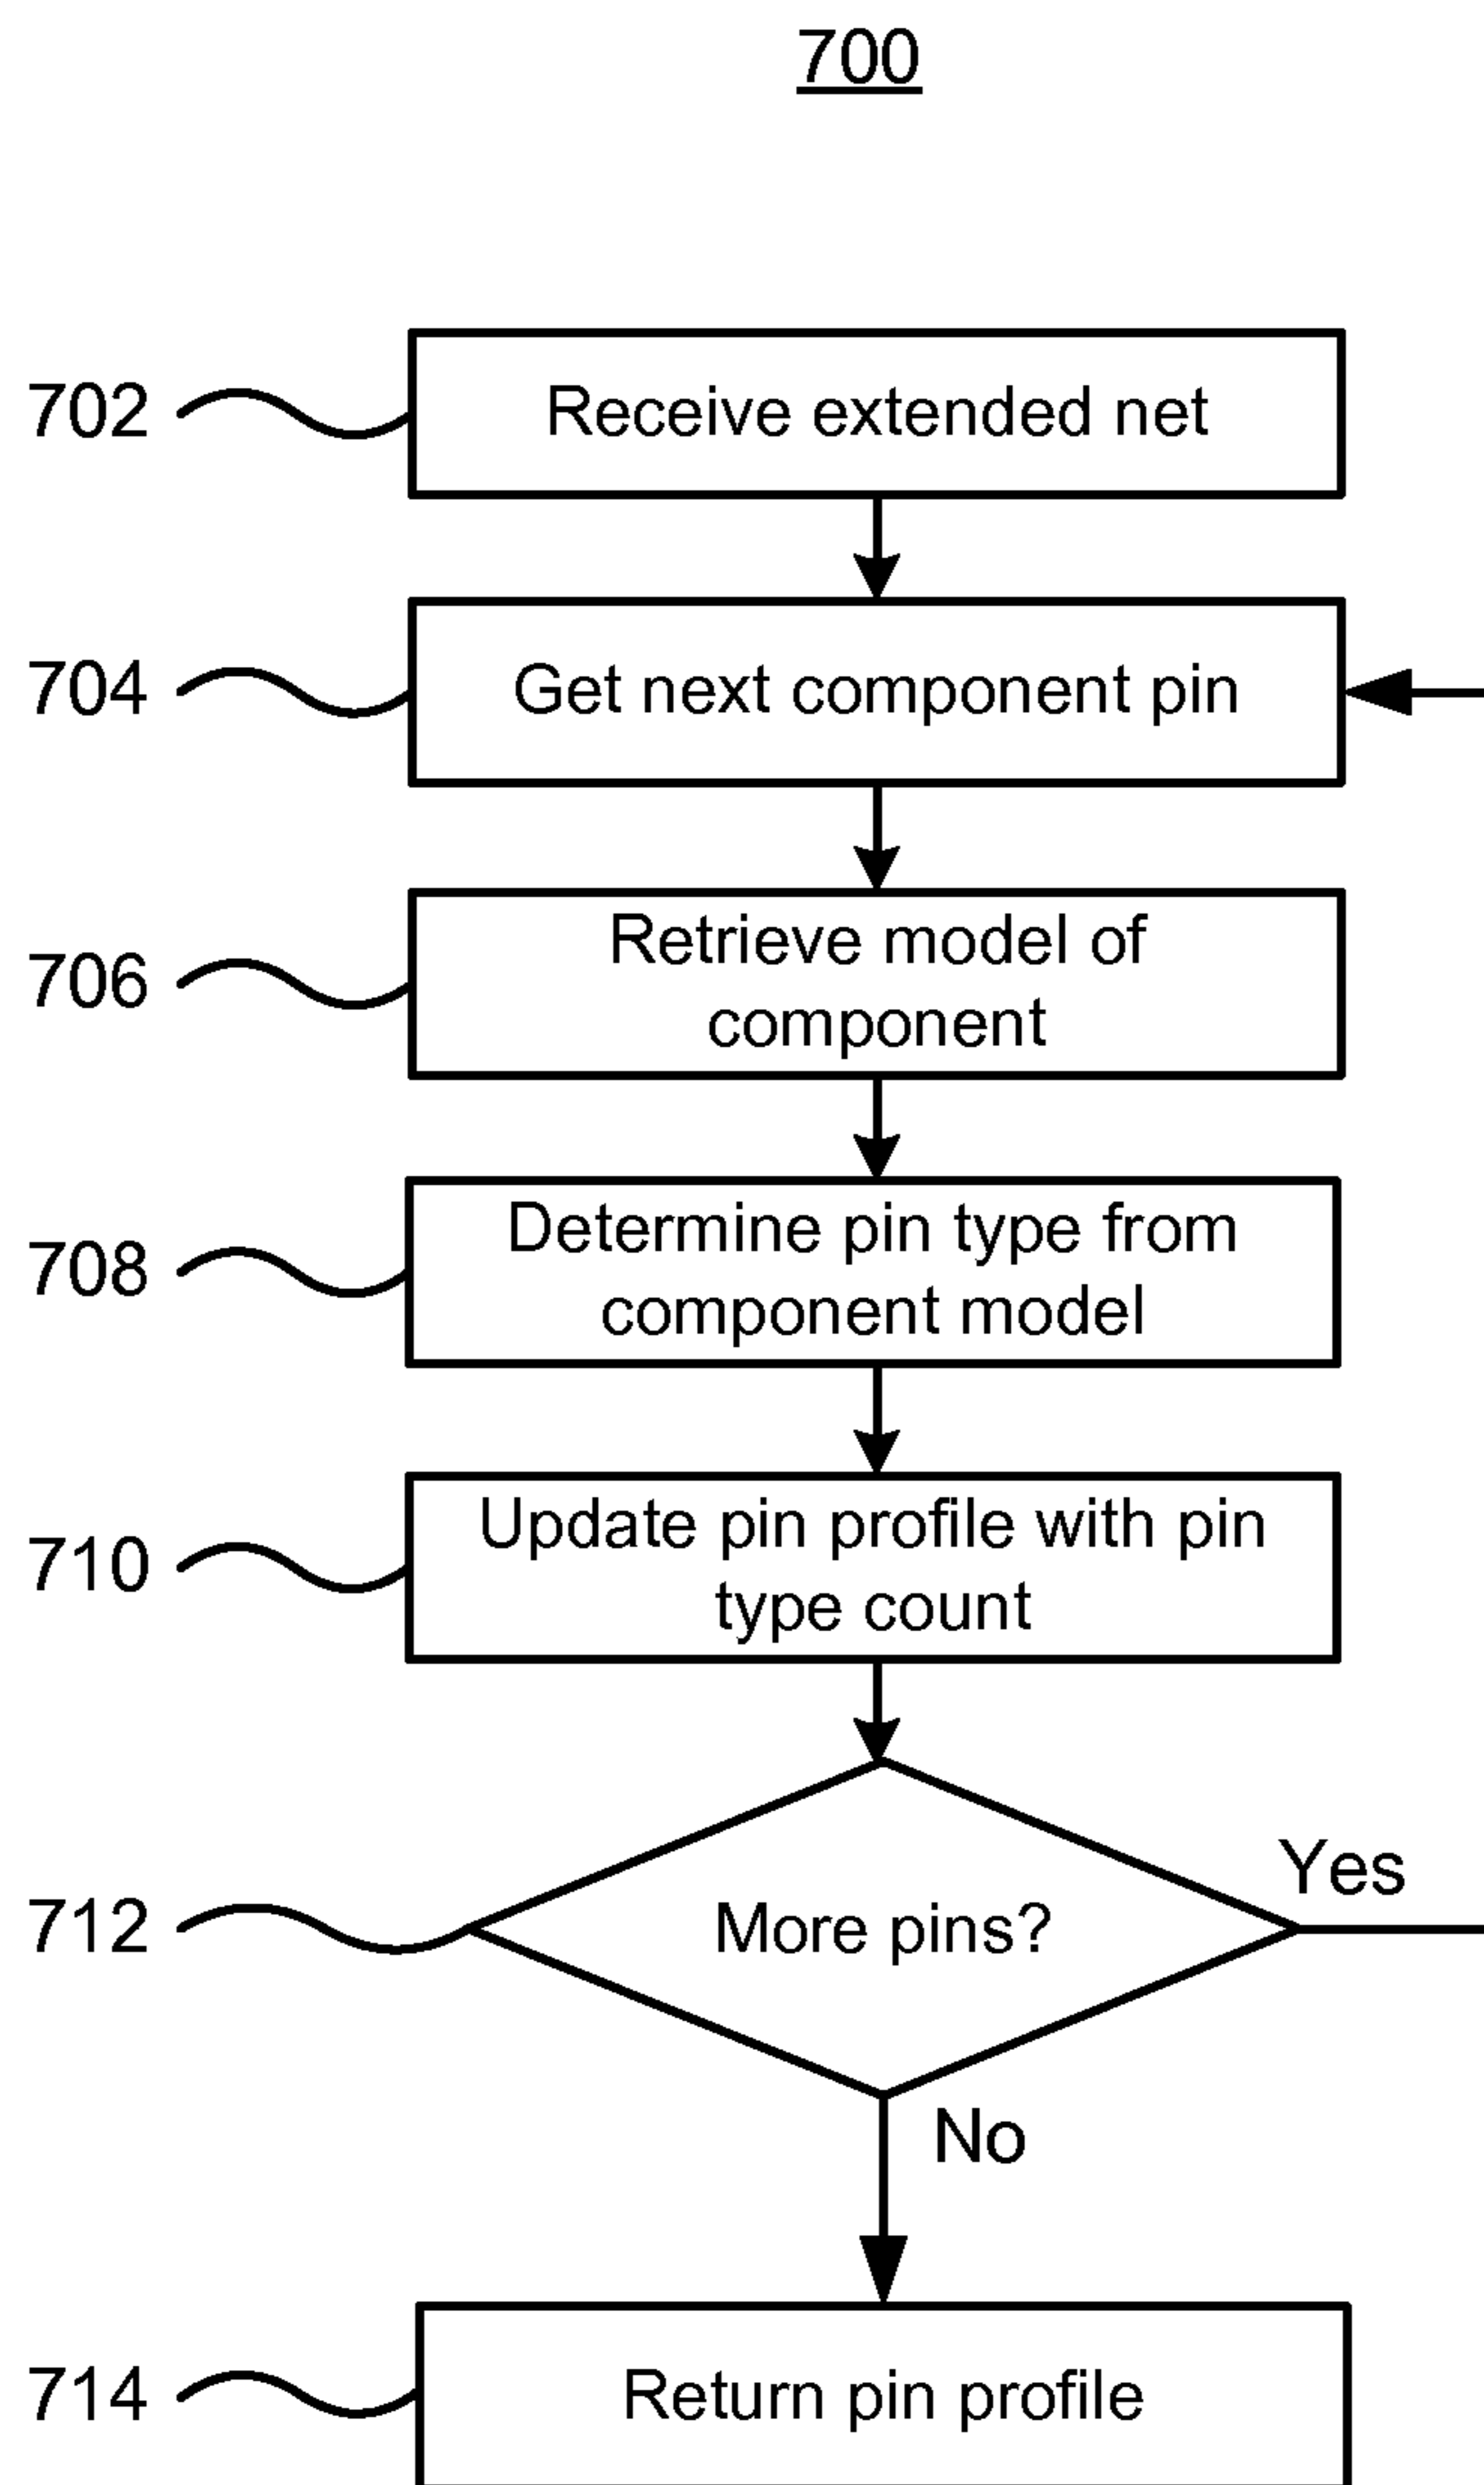 700
702
Receive extended net
704
Get next component pin
706
Retrieve model of
component
708
Determine pin type from
component model
710
Update pin profile with pin
type count
712
More pins?
Yes
No
714
Return pin profile